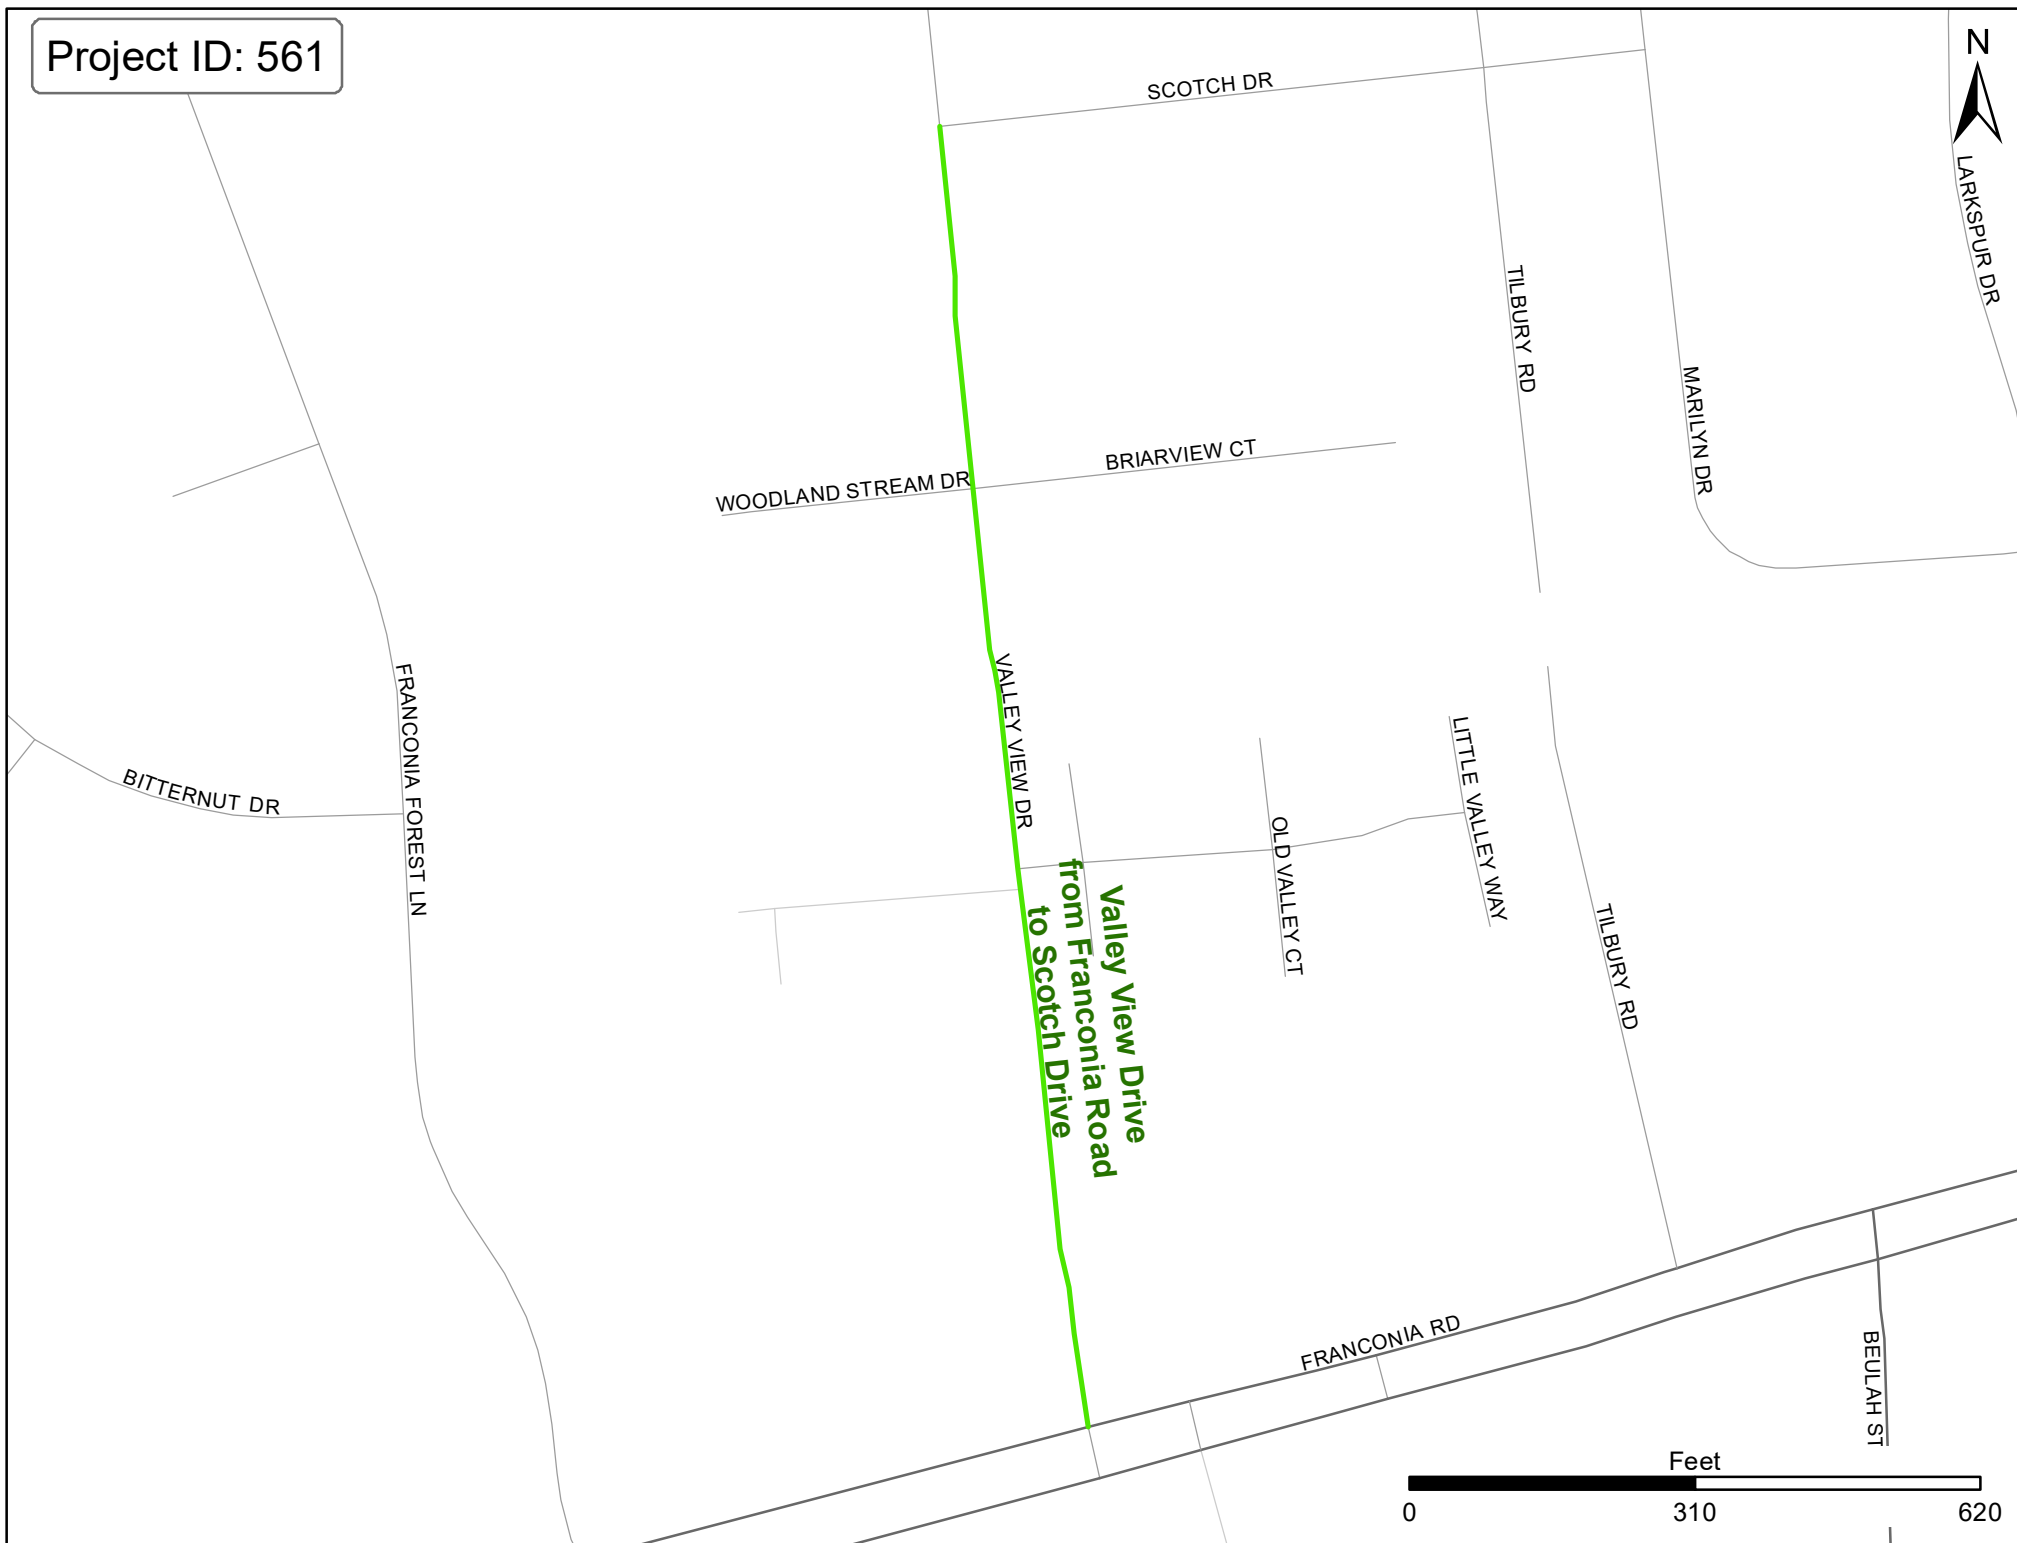 Project ID: 561
N
SCOTCH DR
LARKSPUR DR
TILBURY RD
MARILYN DR
BRIARVIEW CT
WOODLAND STREAM DR
FRANCONIA FOREST LN
VALLEY VIEW DR
LITTLE VALLEY WAY
BITTERNUT DR
OLD VALLEY CT
Valley View Drive
from Franconia Road
to Scotch Drive
TILBURY RD
FRANCONIA RD
BEULAH ST
Feet
0 310 620